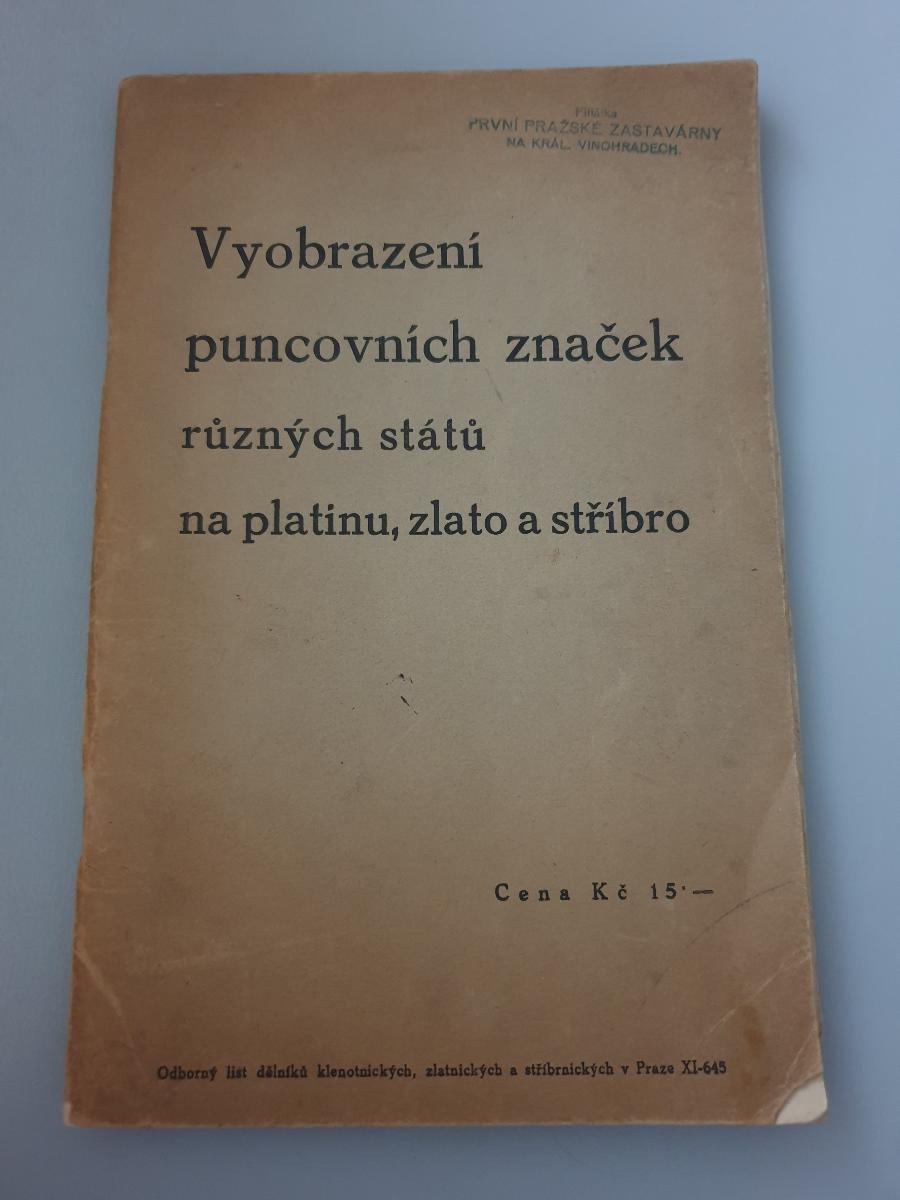 Filiálka
PRVNÍ PRAŽSKÉ ZASTAVÁRNY
NA KRÁL. VINOHRADECH.
Vyobrazení
puncovních značek
různých států
na platinu, zlato a stříbro
Cena Kč 15·—
Odborný list dělníků klenotnických, zlatnických a stříbrnických v Praze XI-645